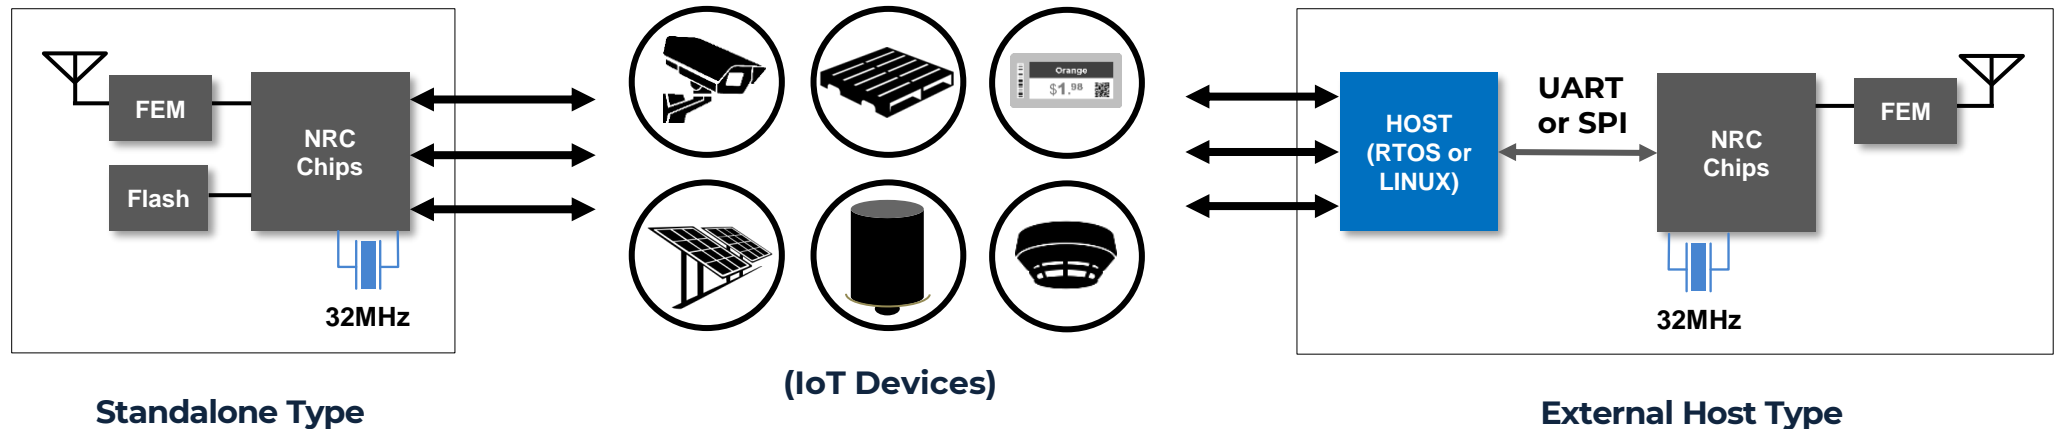 FEM
Flash
NRC
Chips
32MHz
Standalone Type
Orange
$1.98
(IoT Devices)
HOST
(RTOS or
LINUX)
UART
or SPI
NRC
Chips
FEM
32MHz
External Host Type